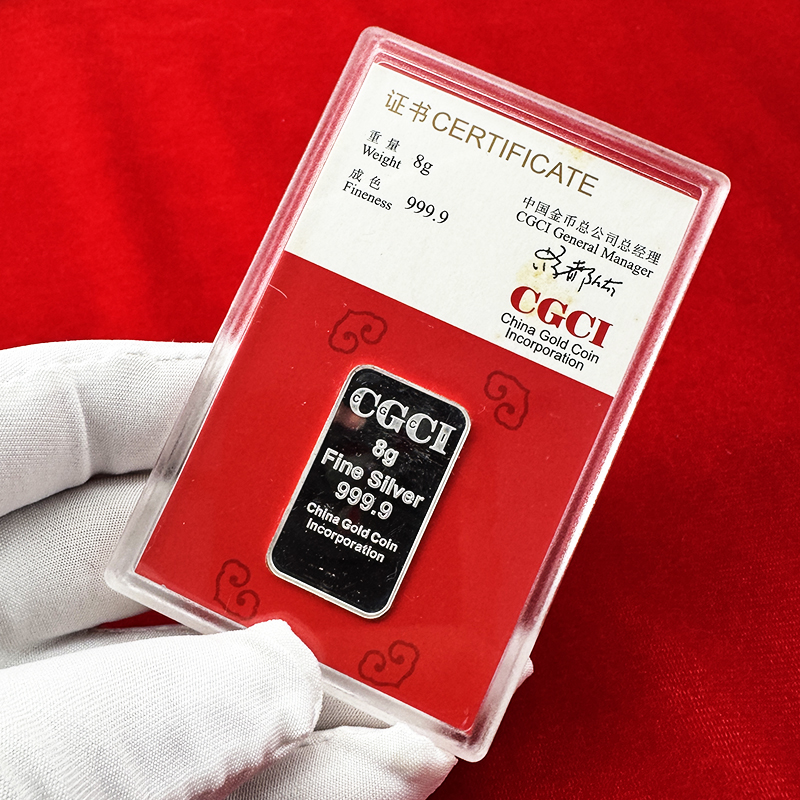 证书 CERTIFICATE
重量 8g
Weight
成色 999.9
Fineness
中国金币总公司总经理
CGCI General Manager
CGCI
China Gold Coin
Incorporation
CGCI
8g
Fine Silver
999.9
China Gold Coin
Incorporation